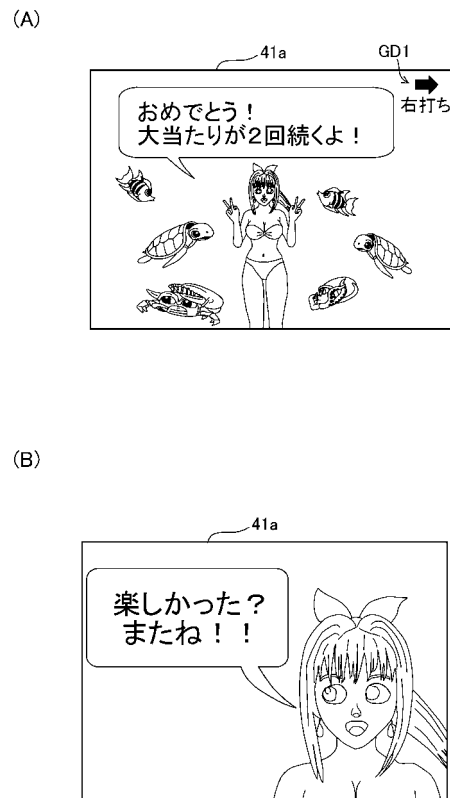 (A)
41a
GD1
右打ち
おめでとう！
大当たりが２回続くよ！
(B)
41a
楽しかった？
またね！！